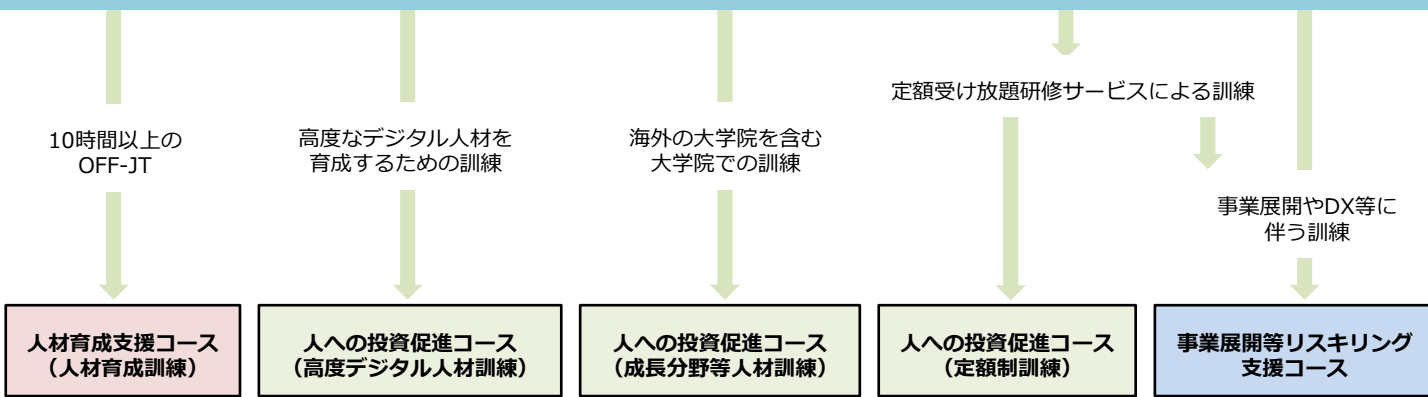 定額受け放題研修サービスによる訓練
10時間以上の
OFF-JT
高度なデジタル人材を
育成するための訓練
海外の大学院を含む
大学院での訓練
事業展開やDX等に
伴う訓練
人材育成支援コース
（人材育成訓練）
人への投資促進コース
（高度デジタル人材訓練）
人への投資促進コース
（成長分野等人材訓練）
人への投資促進コース
（定額制訓練）
事業展開等リスキリング
支援コース